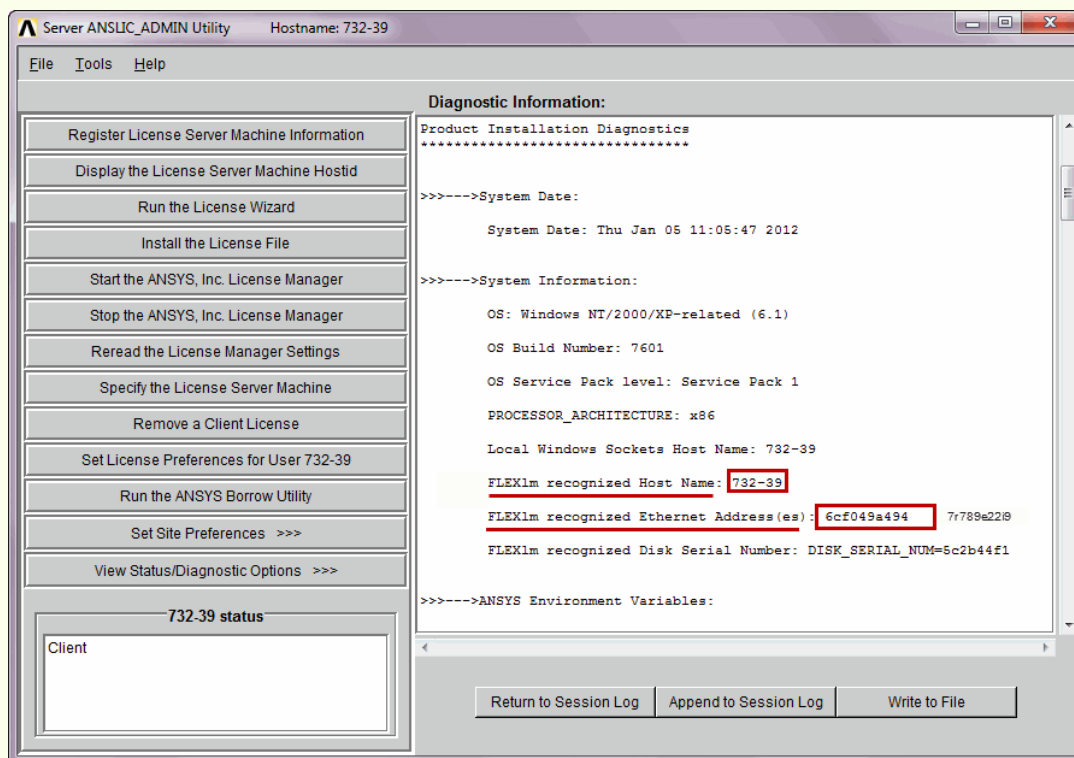 Server ANSLIC_ADMIN Utility Hostname: 732-39
File Tools Help
Diagnostic Information:
Register License Server Machine Information
Display the License Server Machine Hostid
Run the License Wizard
Install the License File
Start the ANSYS, Inc. License Manager
Stop the ANSYS, Inc. License Manager
Reread the License Manager Settings
Specify the License Server Machine
Remove a Client License
Set License Preferences for User 732-39
Run the ANSYS Borrow Utility
Set Site Preferences >>>
View Status/Diagnostic Options >>>
732-39 status
Client
Product Installation Diagnostics
********************************
>>>--->System Date:
System Date: Thu Jan 05 11:05:47 2012
>>>--->System Information:
OS: Windows NT/2000/XP-related (6.1)
OS Build Number: 7601
OS Service Pack level: Service Pack 1
PROCESSOR_ARCHITECTURE: x86
Local Windows Sockets Host Name: 732-39
FLEXlm recognized Host Name: 732-39
FLEXlm recognized Ethernet Address(es): 6cf049a494 7r789e22l9
FLEXlm recognized Disk Serial Number: DISK_SERIAL_NUM=5c2b44f1
>>>--->ANSYS Environment Variables:
Return to Session Log Append to Session Log Write to File